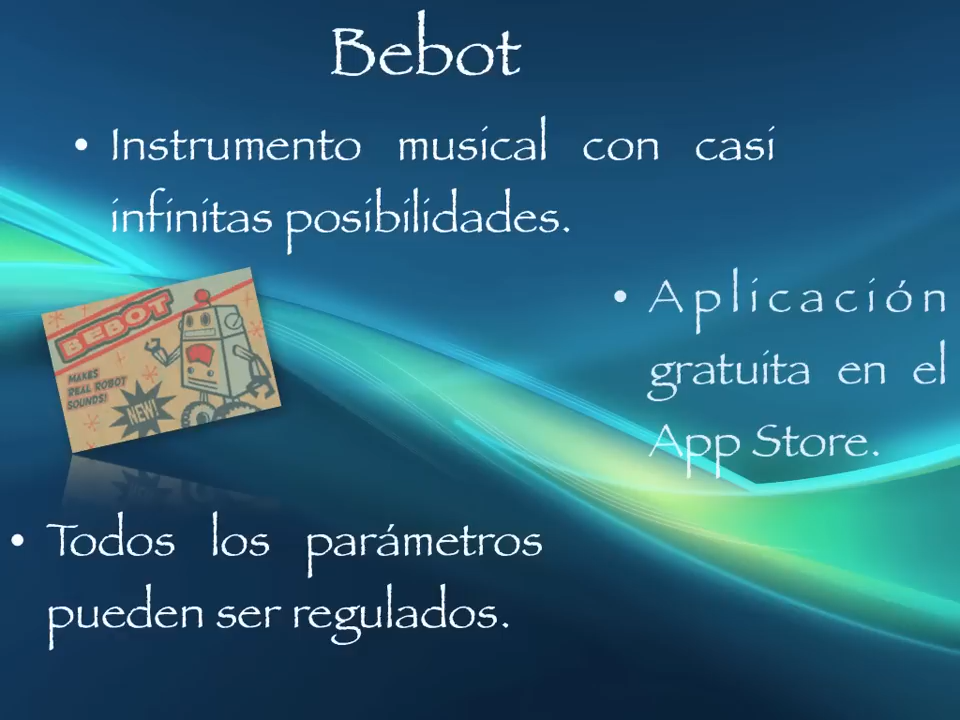 Bebot
• Instrumento musical con casi
infinitas posibilidades.
BEBOT
MAKES
REAL ROBOT
SOUNDS!
NEW!
• Aplicación
gratuita en el
App Store.
• Todos los parámetros
pueden ser regulados.